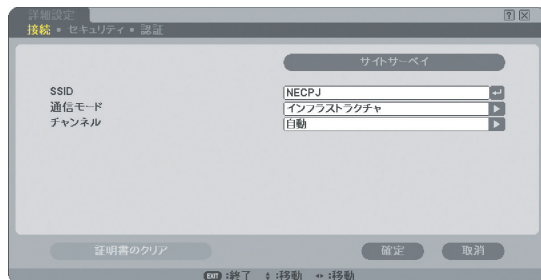 詳細設定
接続 • セキュリティ • 認証
サイトサーベイ
SSID NECPJ
通信モード インフラストラクチャ
チャンネル 自動
証明書のクリア 確定 取消
EXIT :終了 :移動 :移動